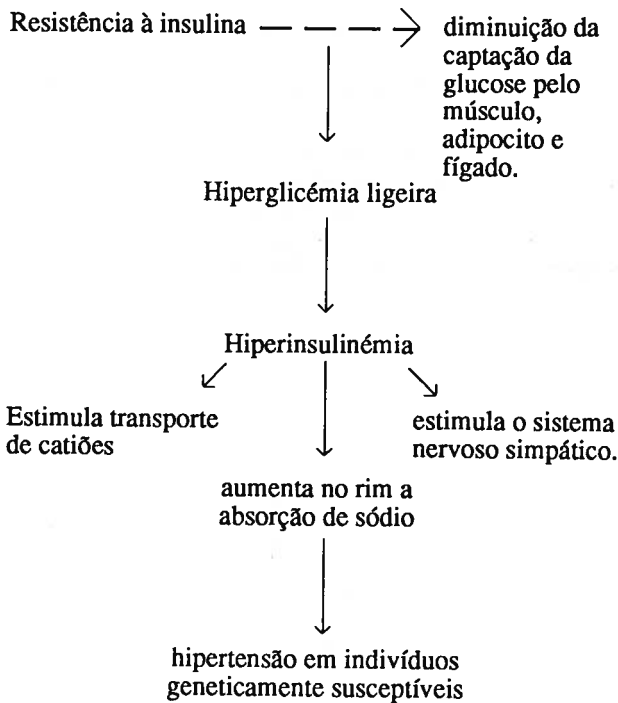 Resistência à insulina
diminuição da
captação da
glucose pelo
músculo,
adipocito e
fígado.
Hiperglicémia ligeira
Hiperinsulinémia
Estimula transporte
de catiões
estimula o sistema
nervoso simpático.
aumenta no rim a
absorção de sódio
hipertensão em indivíduos
geneticamente susceptíveis